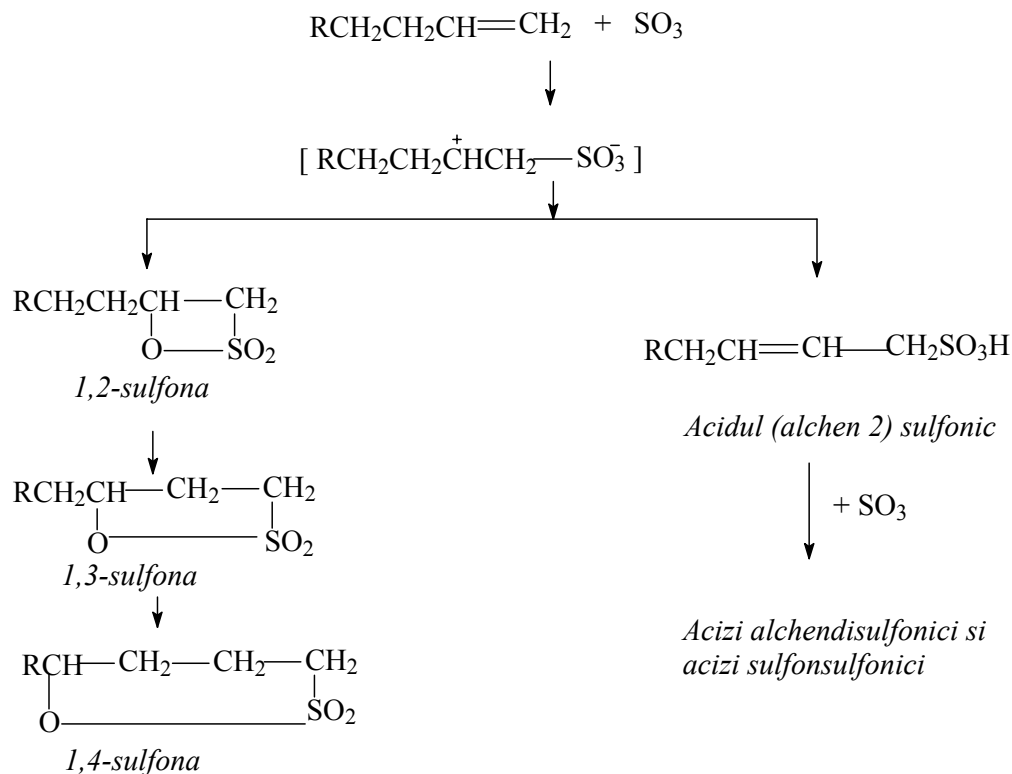 RCH₂CH₂CH=CH₂ + SO₃
[ RCH₂CH₂C⁺HCH₂—SO₃⁻ ]
RCH₂CH₂CH—CH₂
O—SO₂
1,2-sulfona
RCH₂CH=CH—CH₂SO₃H
Acidul (alchen 2) sulfonic
+ SO₃
RCH₂CH—CH₂—CH₂
O—SO₂
1,3-sulfona
Acizi alchendisulfonici si
acizi sulfonsulfonici
RCH—CH₂—CH₂—CH₂
O—SO₂
1,4-sulfona